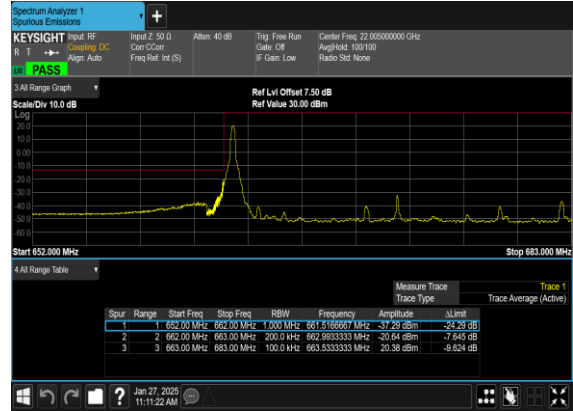 Spectrum Analyzer 1
Spurious Emissions
KEYSIGHT Input: RF Input Z: 50 Ω Atten: 40 dB Trig: Free Run Center Freq: 22.005000000 GHz
R T Coupling: DC Corr CCorr Gate: Off Avg|Hold: 100/100
Align: Auto Freq Ref: Int (S) IF Gain: Low Radio Std: None
PASS
3 All Range Graph
Ref Lvl Offset 7.50 dB
Scale/Div 10.0 dB Ref Value 30.00 dBm
Log
20.0
10.0
0.00
-10.0
-20.0
-30.0
-40.0
-50.0
-60.0
Start 652.000 MHz Stop 683.000 MHz
4 All Range Table
Measure Trace Trace 1
Trace Type Trace Average (Active)
Spur Range Start Freq Stop Freq RBW Frequency Amplitude ΔLimit
1 1 652.00 MHz 662.00 MHz 1.000 MHz 661.5166667 MHz -37.29 dBm -24.29 dB
2 2 662.00 MHz 663.00 MHz 200.0 kHz 662.9933333 MHz -20.64 dBm -7.645 dB
3 3 663.00 MHz 683.00 MHz 100.0 kHz 663.5333333 MHz 20.38 dBm -9.624 dB
Jan 27, 2025
11:11:22 AM